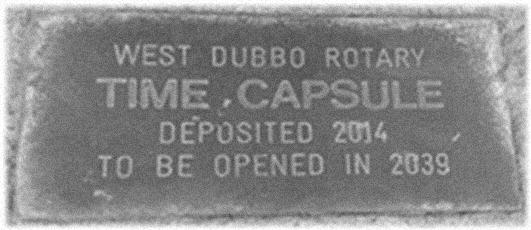 WEST DUBBO ROTARY
TIME CAPSULE
DEPOSITED 2014
TO BE OPENED IN 2039